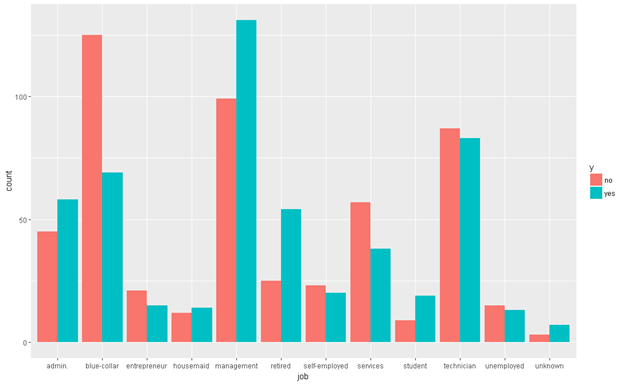 100
50
0
count
admin. blue-collar entrepreneur housemaid management retired self-employed services student technician unemployed unknown
job
y
no
yes